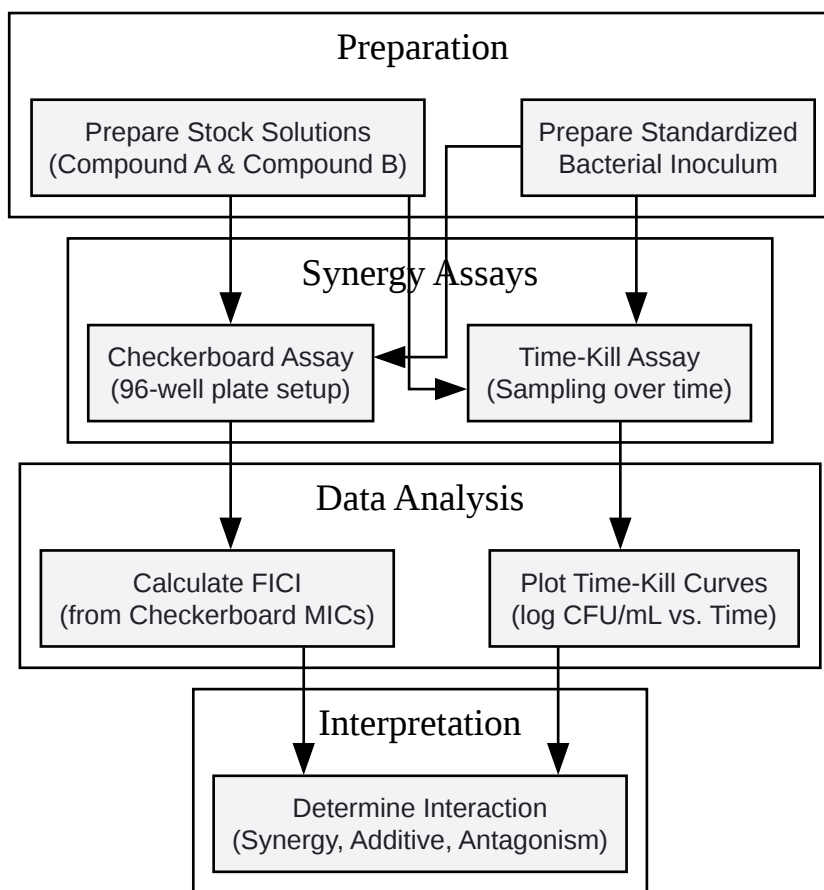 Preparation
Prepare Stock Solutions
(Compound A & Compound B)
Prepare Standardized
Bacterial Inoculum
Synergy Assays
Checkerboard Assay
(96-well plate setup)
Time-Kill Assay
(Sampling over time)
Data Analysis
Calculate FICI
(from Checkerboard MICs)
Plot Time-Kill Curves
(log CFU/mL vs. Time)
Interpretation
Determine Interaction
(Synergy, Additive, Antagonism)